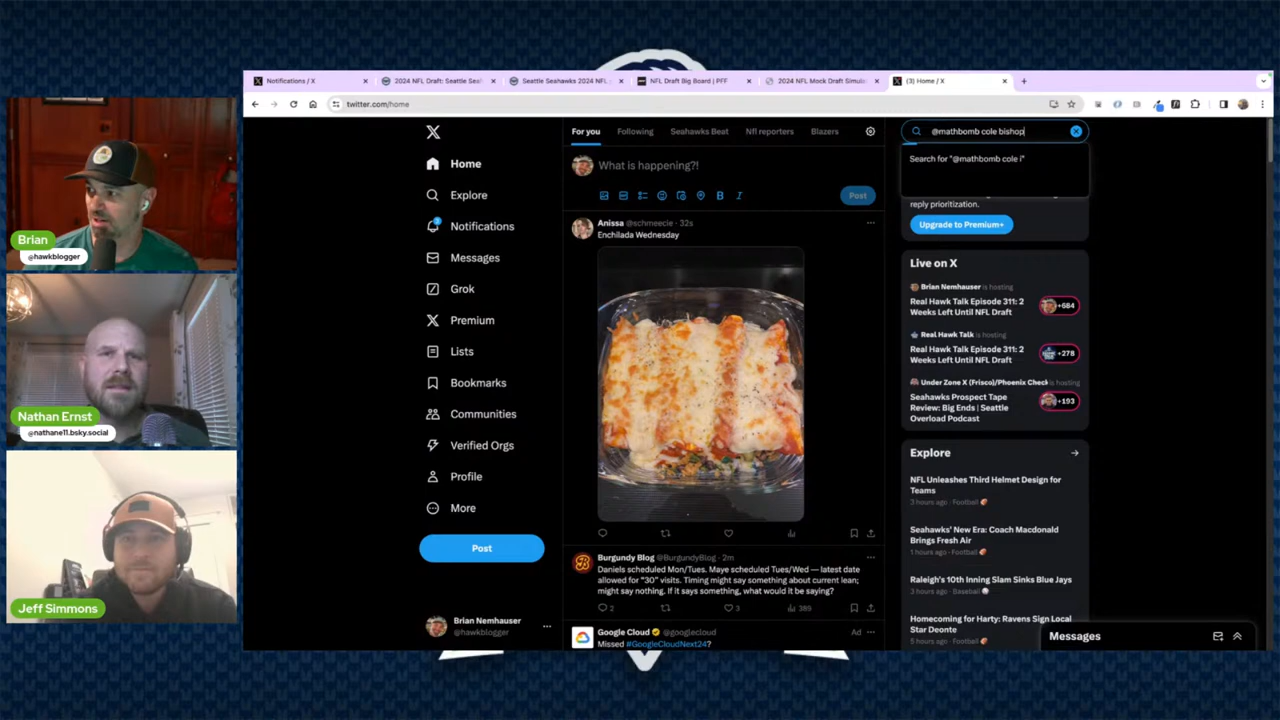 Brian
@hawkblogger
Nathan Ernst
@nathane11.bsky.social
Jeff Simmons
Notifications / X
2024 NFL Draft: Seattle Sea
Seattle Seahawks 2024 NFL
NFL Draft Big Board | PFF
2024 NFL Mock Draft Simula
(3) Home / X
twitter.com/home
Home
Explore
Notifications
Messages
Grok
Premium
Lists
Bookmarks
Communities
Verified Orgs
Profile
More
Post
Brian Nemhauser
@hawkblogger
For you
Following
Seahawks Beat
Nfl reporters
Blazers
What is happening?!
Post
Anissa @schmeecle · 32s
Enchilada Wednesday
Burgundy Blog @BurgundyBlog · 2m
Daniels scheduled Mon/Tues. Maye scheduled Tues/Wed — latest date
allowed for "30" visits. Timing might say something about current lean;
might say nothing. If it says something, what would it be saying?
2
3
389
Google Cloud @googlecloud
Ad
Missed #GoogleCloudNext24?
@mathbomb cole bishop
Search for "@mathbomb cole i"
reply prioritization.
Upgrade to Premium+
Live on X
Brian Nemhauser is hosting
Real Hawk Talk Episode 311: 2
Weeks Left Until NFL Draft
+684
Real Hawk Talk is hosting
Real Hawk Talk Episode 311: 2
Weeks Left Until NFL Draft
+278
Under Zone X (Frisco)/Phoenix Check is hosting
Seahawks Prospect Tape
Review: Big Ends | Seattle
Overload Podcast
+193
Explore
NFL Unleashes Third Helmet Design for
Teams
3 hours ago · Football
Seahawks' New Era: Coach Macdonald
Brings Fresh Air
1 hours ago · Football
Raleigh's 10th Inning Slam Sinks Blue Jays
3 hours ago · Baseball
Homecoming for Harty: Ravens Sign Local
Star Deonte
5 hours ago · Football
Messages